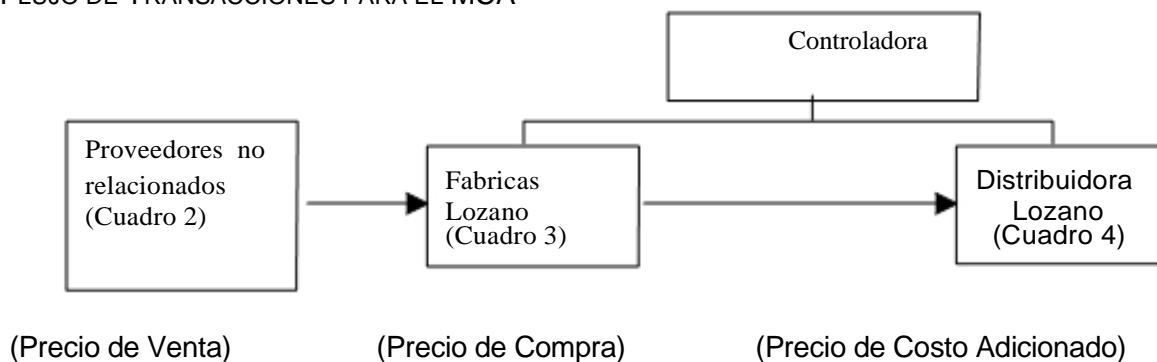 FLUJO DE TRANSACCIONES PARA EL MCA
Controladora
Proveedores no
relacionados
(Cuadro 2)
Fabricas
Lozano
(Cuadro 3)
Distribuidora
Lozano
(Cuadro 4)
(Precio de Venta)
(Precio de Compra)
(Precio de Costo Adicionado)